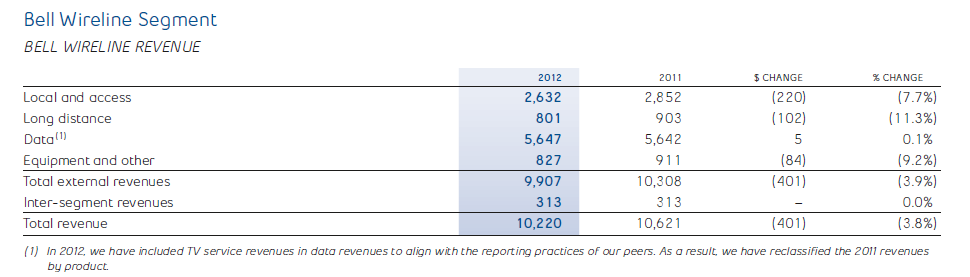 Bell Wireline Segment
BELL WIRELINE REVENUE
2012 2011 $ CHANGE % CHANGE
Local and access 2,632 2,852 (220) (7.7%)
Long distance 801 903 (102) (11.3%)
Data(1) 5,647 5,642 5 0.1%
Equipment and other 827 911 (84) (9.2%)
Total external revenues 9,907 10,308 (401) (3.9%)
Inter-segment revenues 313 313 – 0.0%
Total revenue 10,220 10,621 (401) (3.8%)
(1) In 2012, we have included TV service revenues in data revenues to align with the reporting practices of our peers. As a result, we have reclassified the 2011 revenues
by product.